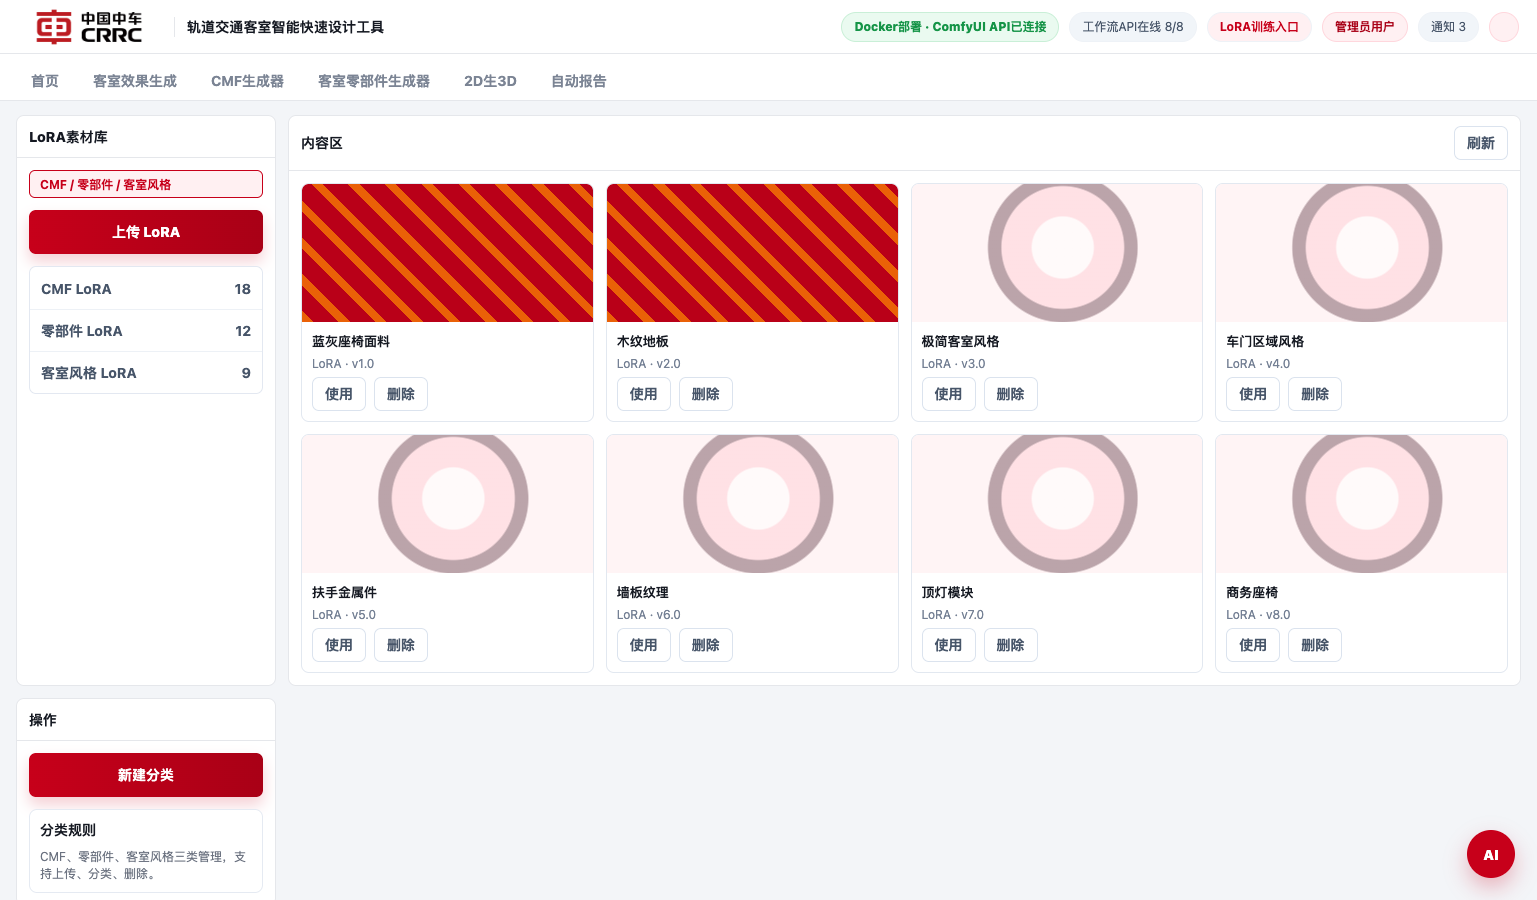 中国中车
CRRC
轨道交通客室智能快速设计工具
Docker部署 · ComfyUI API已连接
工作流API在线 8/8
LoRA训练入口
管理员用户
通知 3
首页
客室效果生成
CMF生成器
客室零部件生成器
2D生3D
自动报告
LoRA素材库
CMF / 零部件 / 客室风格
上传 LoRA
CMF LoRA 18
零部件 LoRA 12
客室风格 LoRA 9
内容区
刷新
蓝灰座椅面料
LoRA · v1.0
使用 删除
木纹地板
LoRA · v2.0
使用 删除
极简客室风格
LoRA · v3.0
使用 删除
车门区域风格
LoRA · v4.0
使用 删除
扶手金属件
LoRA · v5.0
使用 删除
墙板纹理
LoRA · v6.0
使用 删除
顶灯模块
LoRA · v7.0
使用 删除
商务座椅
LoRA · v8.0
使用 删除
操作
新建分类
分类规则
CMF、零部件、客室风格三类管理，支
持上传、分类、删除。
AI